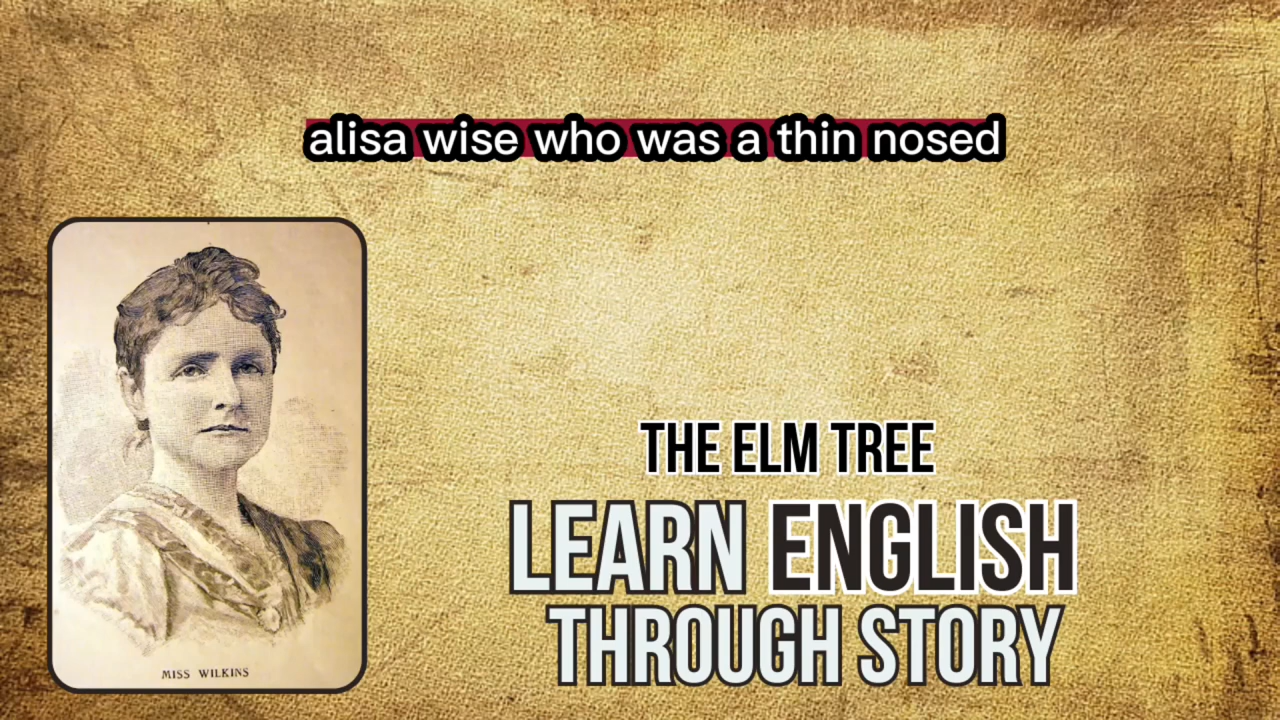 alisa wise who was a thin nosed
THE ELM TREE
LEARN ENGLISH
THROUGH STORY
MISS WILKINS